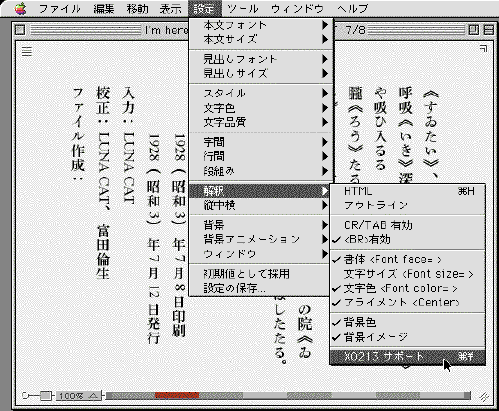 ファイル 編集 移動 表示 設定 ツール ウィンドウ ヘルプ
I'm here
7/8
本文フォント
本文サイズ
見出しフォント
見出しサイズ
スタイル
文字色
文字品質
字間
行間
段組み
解釈
縦中横
背景
背景アニメーション
ウィンドウ
初期値として採用
設定の保存...
HTML ⌘H
アウトライン
CR/TAB 有効
<BR>有効
書体 <Font face= >
文字サイズ <Font size= >
文字色 <Font color= >
アライメント <Center>
背景色
背景イメージ
X0213 サポート ⌘¥
《すゐたい》、
呼吸《いき》深
や吸ひ入るる
朧《ろう》たる
の院《ゐ
ほしたたる。
1928（昭和3）年7月8日印刷
1928（昭和3）年7月12日発行
入力：LUNA CAT
校正：LUNA CAT、富田倫生
ファイル作成：
100%